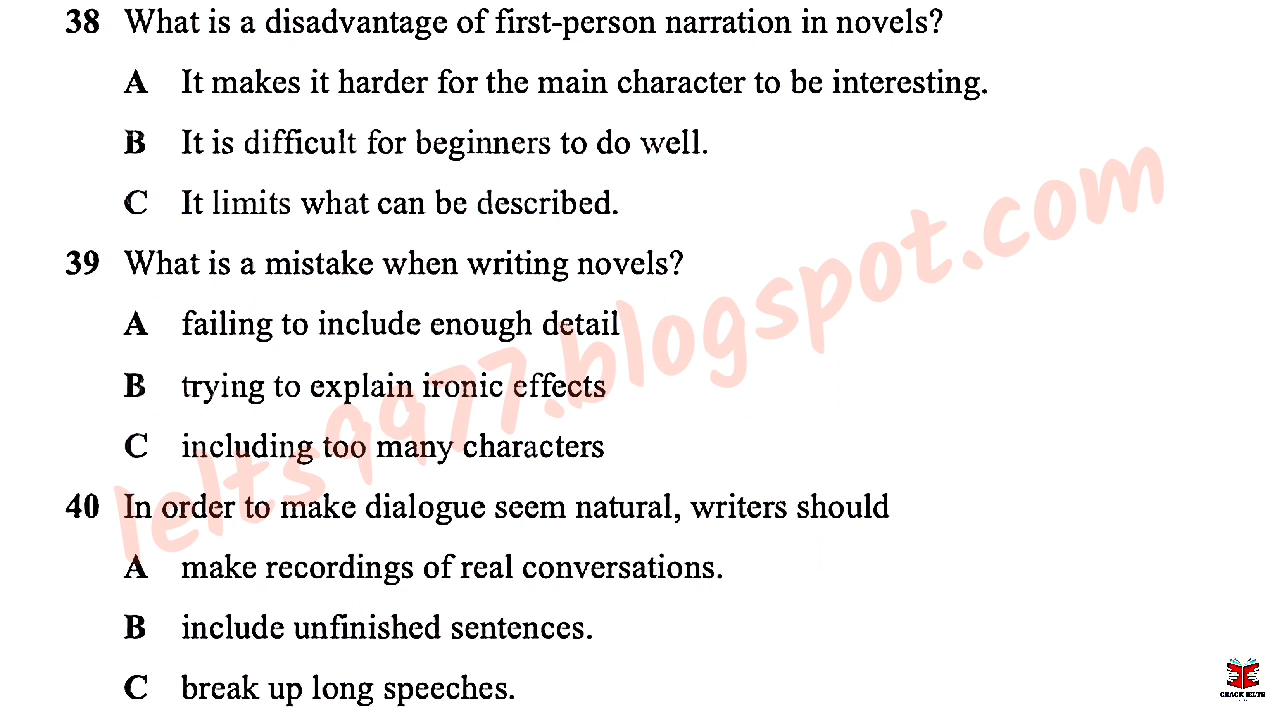 38 What is a disadvantage of first-person narration in novels?
A It makes it harder for the main character to be interesting.
B It is difficult for beginners to do well.
C It limits what can be described.
39 What is a mistake when writing novels?
A failing to include enough detail
B trying to explain ironic effects
C including too many characters
40 In order to make dialogue seem natural, writers should
A make recordings of real conversations.
B include unfinished sentences.
C break up long speeches.
Ielts9977.blogspot.com
CRACK IELTS